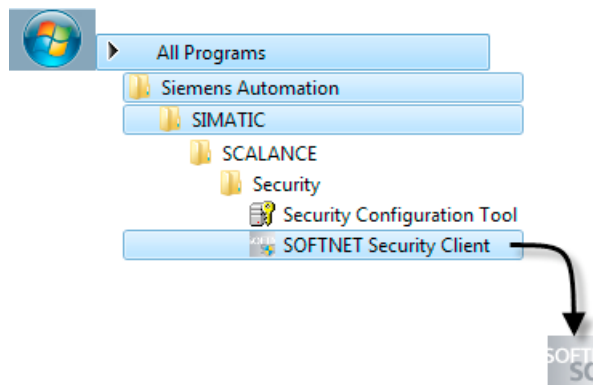 All Programs
Siemens Automation
SIMATIC
SCALANCE
Security
Security Configuration Tool
SOFTNET Security Client